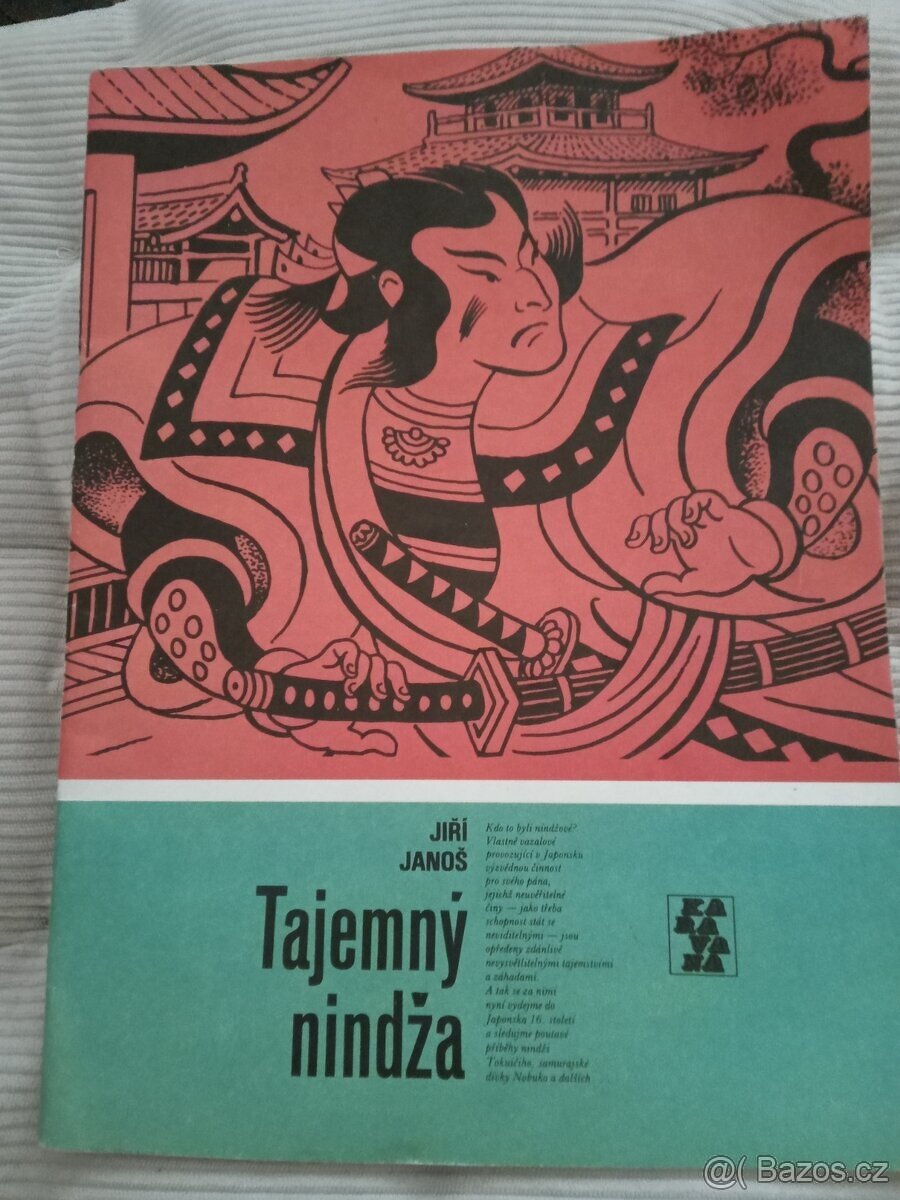 JIŘÍ
JANOŠ
Tajemný
nindža
Kdo to byli nindžové?
Vlastně vazalové
provozující v Japonsku
výzvědnou činnost
pro svého pána,
jejichž neuvěřitelné
činy — jako třeba
schopnost stát se
neviditelnými — jsou
opředeny zdánlivě
nevysvětlitelnými tajemstvími
a záhadami.
A tak se za nimi
nyní vydejme do
Japonska 16. století
a sledujme poutavé
příběhy nindži
Tokuičiho, samurajské
dívky Nobuko a dalších
KA
RA
VA
NA
@( Bazos.cz